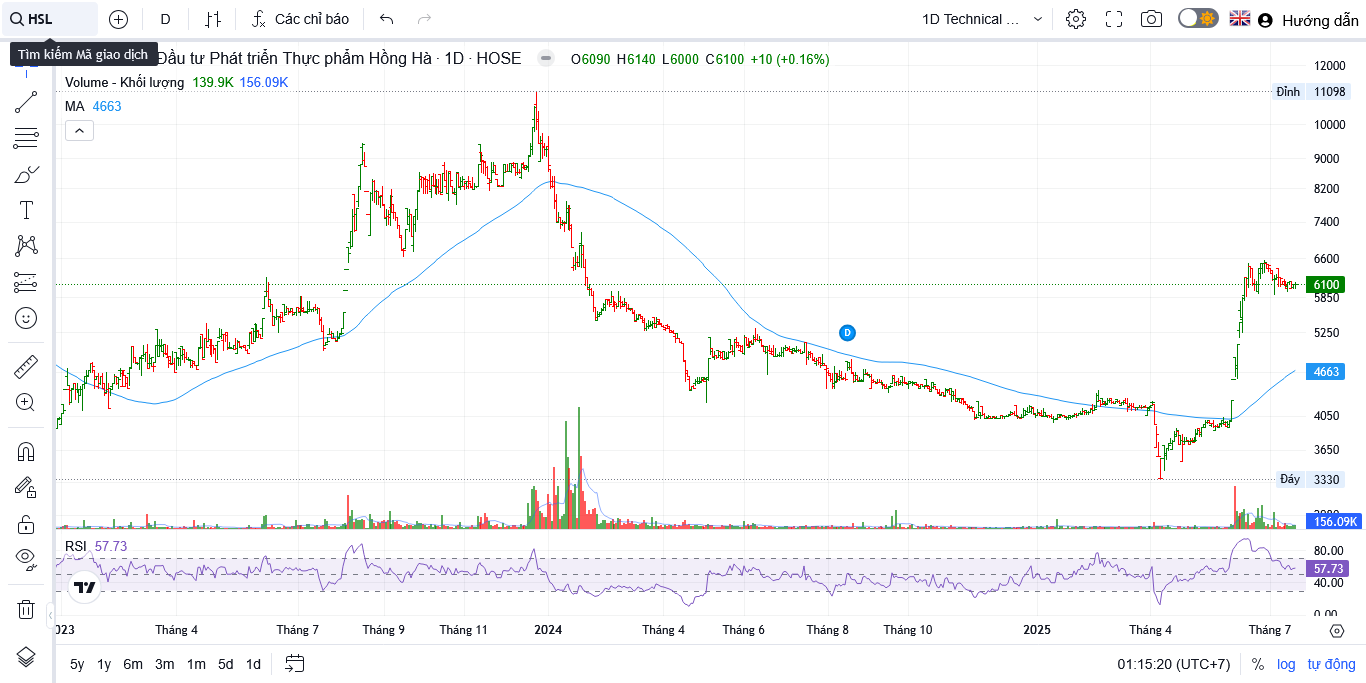 HSL
D
Các chỉ báo
1D Technical ...
Hướng dẫn
Tìm kiếm Mã giao dịch
Đầu tư Phát triển Thực phẩm Hồng Hà · 1D · HOSE
O6090 H6140 L6000 C6100 +10 (+0.16%)
Volume - Khối lượng 139.9K 156.09K
MA 4663
12000
Đỉnh 11098
10000
9000
8200
7400
6600
6100
5850
5250
4663
4050
3650
Đáy 3330
156.09K
D
RSI 57.73
80.00
57.73
40.00
0.00
023
Tháng 4
Tháng 7
Tháng 9
Tháng 11
2024
Tháng 4
Tháng 6
Tháng 8
Tháng 10
2025
Tháng 4
Tháng 7
5y 1y 6m 3m 1m 5d 1d
01:15:20 (UTC+7)
% log tự động